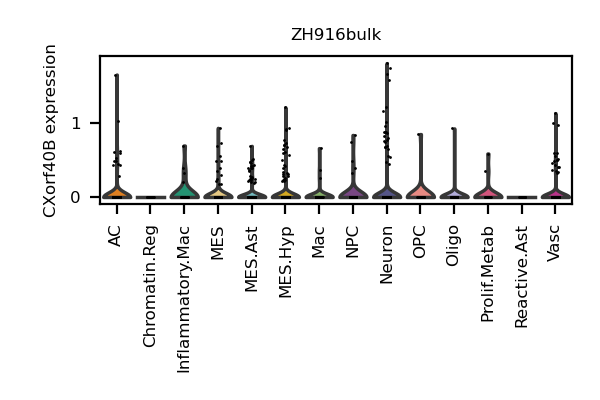 ZH916bulk
CXorf40B expression
1
0
AC
Chromatin.Reg
Inflammatory.Mac
MES
MES.Ast
MES.Hyp
Mac
NPC
Neuron
OPC
Oligo
Prolif.Metab
Reactive.Ast
Vasc